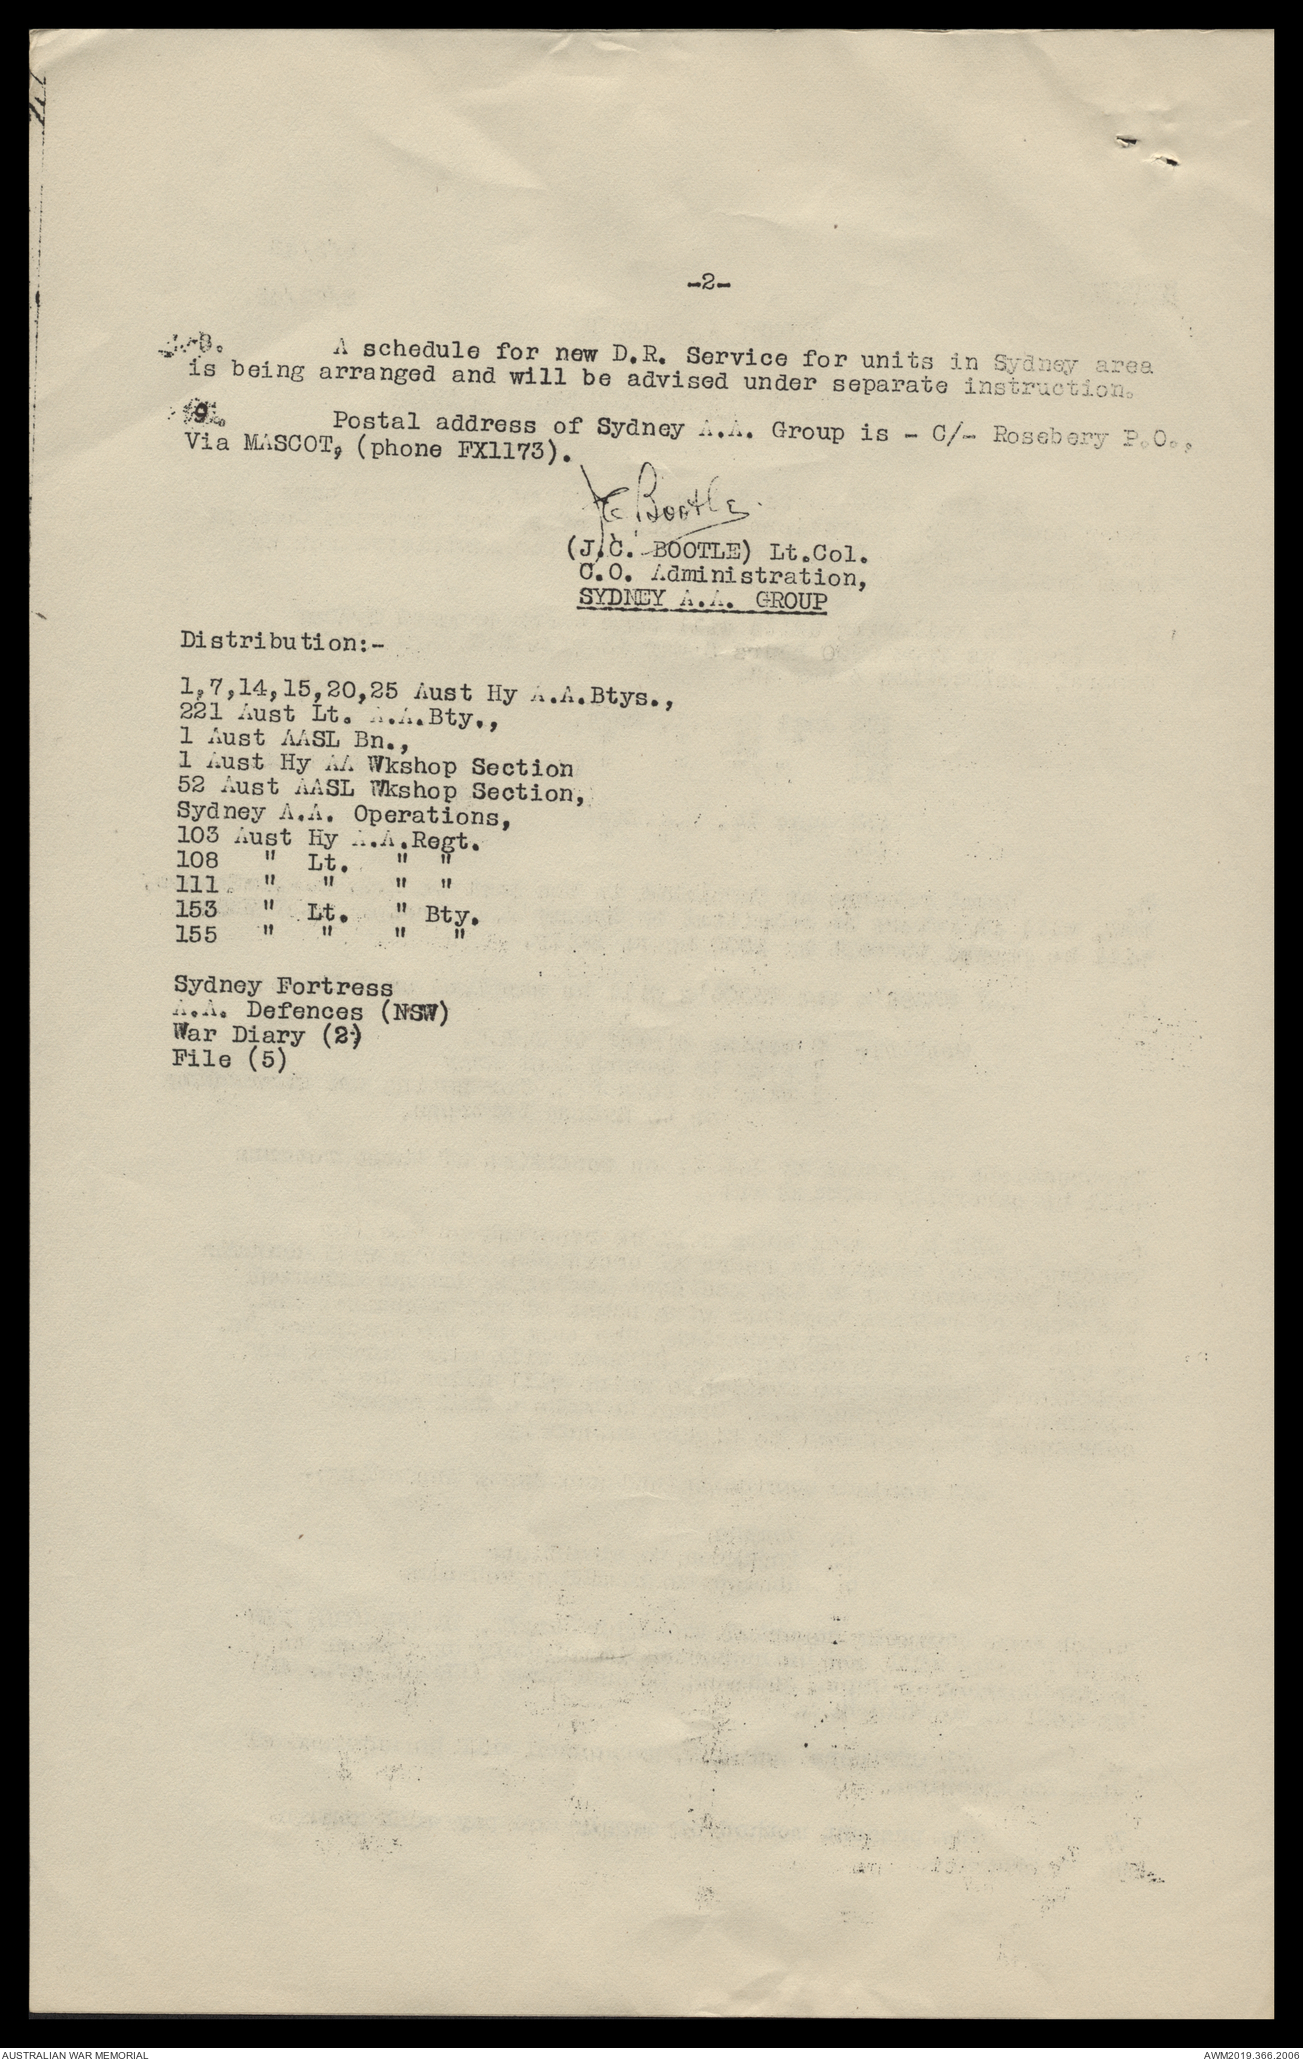 -2-
8. A schedule for new D.R. Service for units in Sydney area
is being arranged and will be advised under separate instruction.
9. Postal address of Sydney A.A. Group is - C/- Rosebery P.O.,
Via MASCOT, (phone FX1173).
JC Bootle
(J.C. BOOTLE) Lt.Col.
C.O. Administration,
SYDNEY A.A. GROUP
Distribution:-
1,7,14,15,20,25 Aust Hy A.A.Btys.,
221 Aust Lt. A.A.Bty.,
1 Aust AASL Bn.,
1 Aust Hy AA Wkshop Section
52 Aust AASL Wkshop Section,
Sydney A.A. Operations,
103 Aust Hy A.A.Regt.
108 " Lt. " "
111 " " " "
153 " Lt. " Bty.
155 " " " "
Sydney Fortress
A.A. Defences (NSW)
War Diary (2)
File (5)
AUSTRALIAN WAR MEMORIAL
AWM2019.366.2006